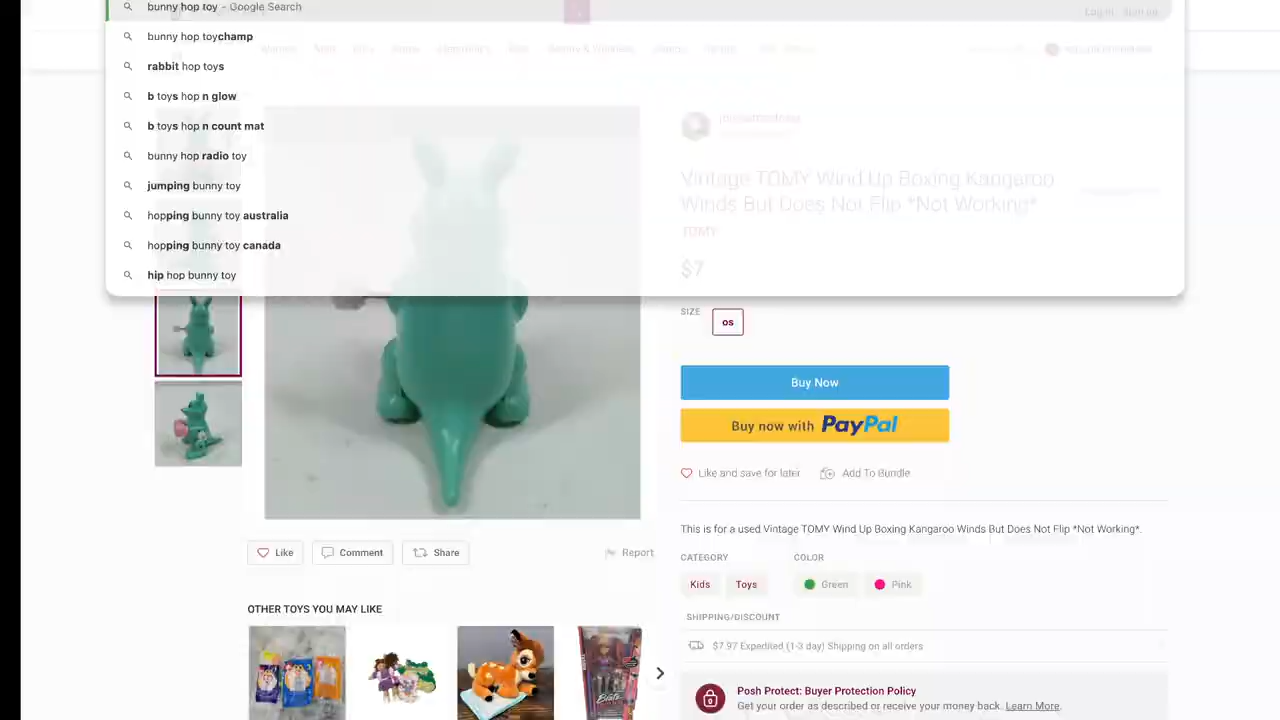 bunny hop toy - Google Search
bunny hop toychamp
rabbit hop toys
b toys hop n glow
b toys hop n count mat
bunny hop radio toy
jumping bunny toy
hopping bunny toy australia
hopping bunny toy canada
hip hop bunny toy
Log in Sign up
Vintage TOMY Wind Up Boxing Kangaroo
Winds But Does Not Flip *Not Working*
TOMY
$7
SIZE
OS
Buy Now
Buy now with PayPal
Like and save for later
Add To Bundle
This is for a used Vintage TOMY Wind Up Boxing Kangaroo Winds But Does Not Flip *Not Working*.
CATEGORY
COLOR
Kids
Toys
Green
Pink
SHIPPING/DISCOUNT
$7.97 Expedited (1-3 day) Shipping on all orders
Posh Protect: Buyer Protection Policy
Get your order as described or receive your money back. Learn More.
Like
Comment
Share
Report
OTHER TOYS YOU MAY LIKE